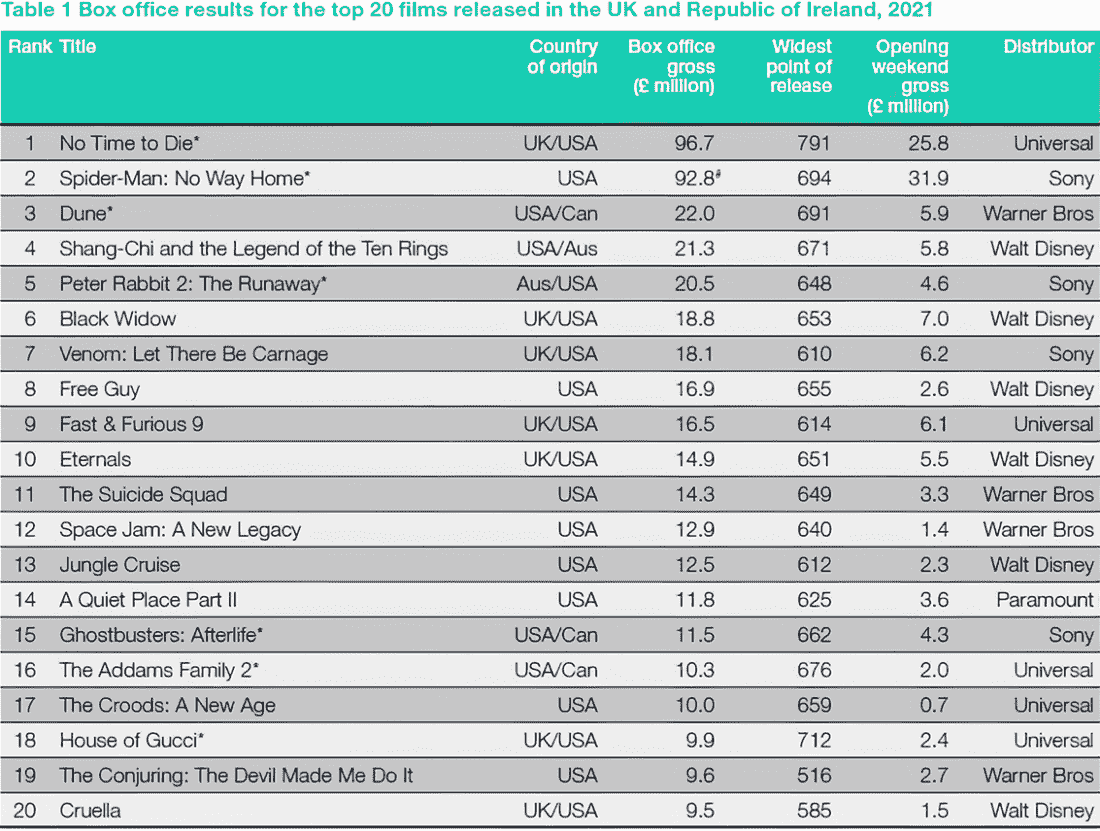 Table 1 Box office results for the top 20 films released in the UK and Republic of Ireland, 2021
Rank Title Country of origin Box office gross (£ million) Widest point of release Opening weekend gross (£ million) Distributor
1 No Time to Die* UK/USA 96.7 791 25.8 Universal
2 Spider-Man: No Way Home* USA 92.8# 694 31.9 Sony
3 Dune* USA/Can 22.0 691 5.9 Warner Bros
4 Shang-Chi and the Legend of the Ten Rings USA/Aus 21.3 671 5.8 Walt Disney
5 Peter Rabbit 2: The Runaway* Aus/USA 20.5 648 4.6 Sony
6 Black Widow UK/USA 18.8 653 7.0 Walt Disney
7 Venom: Let There Be Carnage UK/USA 18.1 610 6.2 Sony
8 Free Guy USA 16.9 655 2.6 Walt Disney
9 Fast & Furious 9 UK/USA 16.5 614 6.1 Universal
10 Eternals UK/USA 14.9 651 5.5 Walt Disney
11 The Suicide Squad USA 14.3 649 3.3 Warner Bros
12 Space Jam: A New Legacy USA 12.9 640 1.4 Warner Bros
13 Jungle Cruise USA 12.5 612 2.3 Walt Disney
14 A Quiet Place Part II USA 11.8 625 3.6 Paramount
15 Ghostbusters: Afterlife* USA/Can 11.5 662 4.3 Sony
16 The Addams Family 2* USA/Can 10.3 676 2.0 Universal
17 The Croods: A New Age USA 10.0 659 0.7 Universal
18 House of Gucci* UK/USA 9.9 712 2.4 Universal
19 The Conjuring: The Devil Made Me Do It USA 9.6 516 2.7 Warner Bros
20 Cruella UK/USA 9.5 585 1.5 Walt Disney